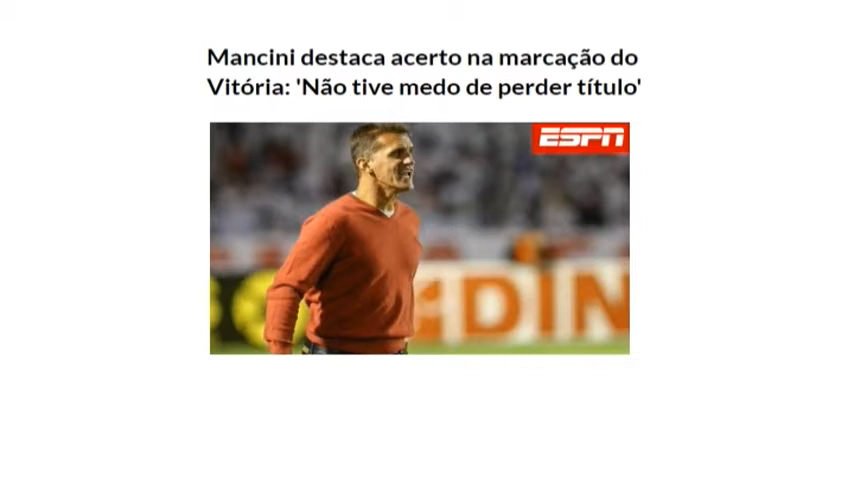 Mancini destaca acerto na marcação do
Vitória: 'Não tive medo de perder título'
ESPN
DIN